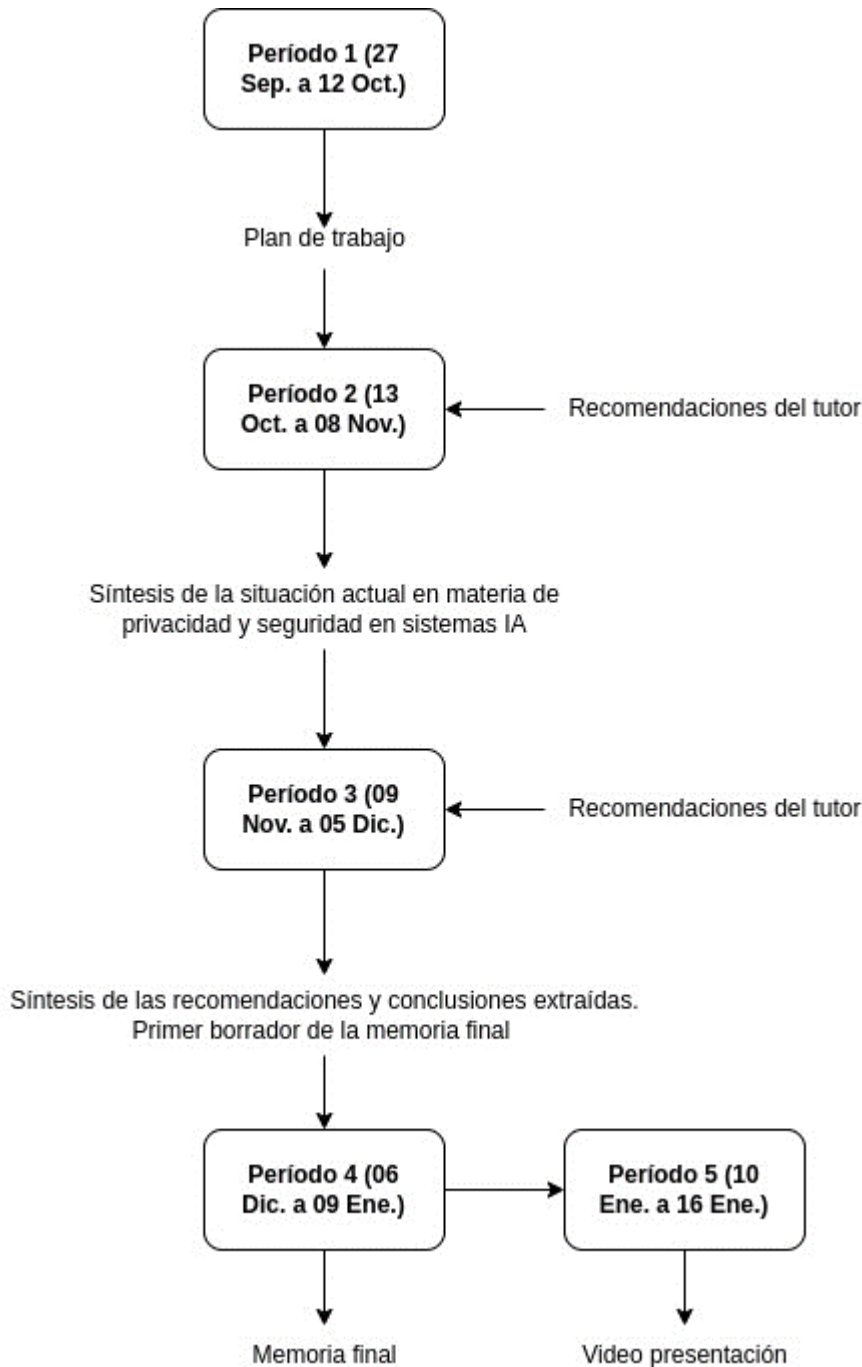 Período 1 (27
Sep. a 12 Oct.)
Plan de trabajo
Período 2 (13
Oct. a 08 Nov.)
Recomendaciones del tutor
Síntesis de la situación actual en materia de
privacidad y seguridad en sistemas IA
Período 3 (09
Nov. a 05 Dic.)
Recomendaciones del tutor
Síntesis de las recomendaciones y conclusiones extraídas.
Primer borrador de la memoria final
Período 4 (06
Dic. a 09 Ene.)
Período 5 (10
Ene. a 16 Ene.)
Memoria final
Video presentación